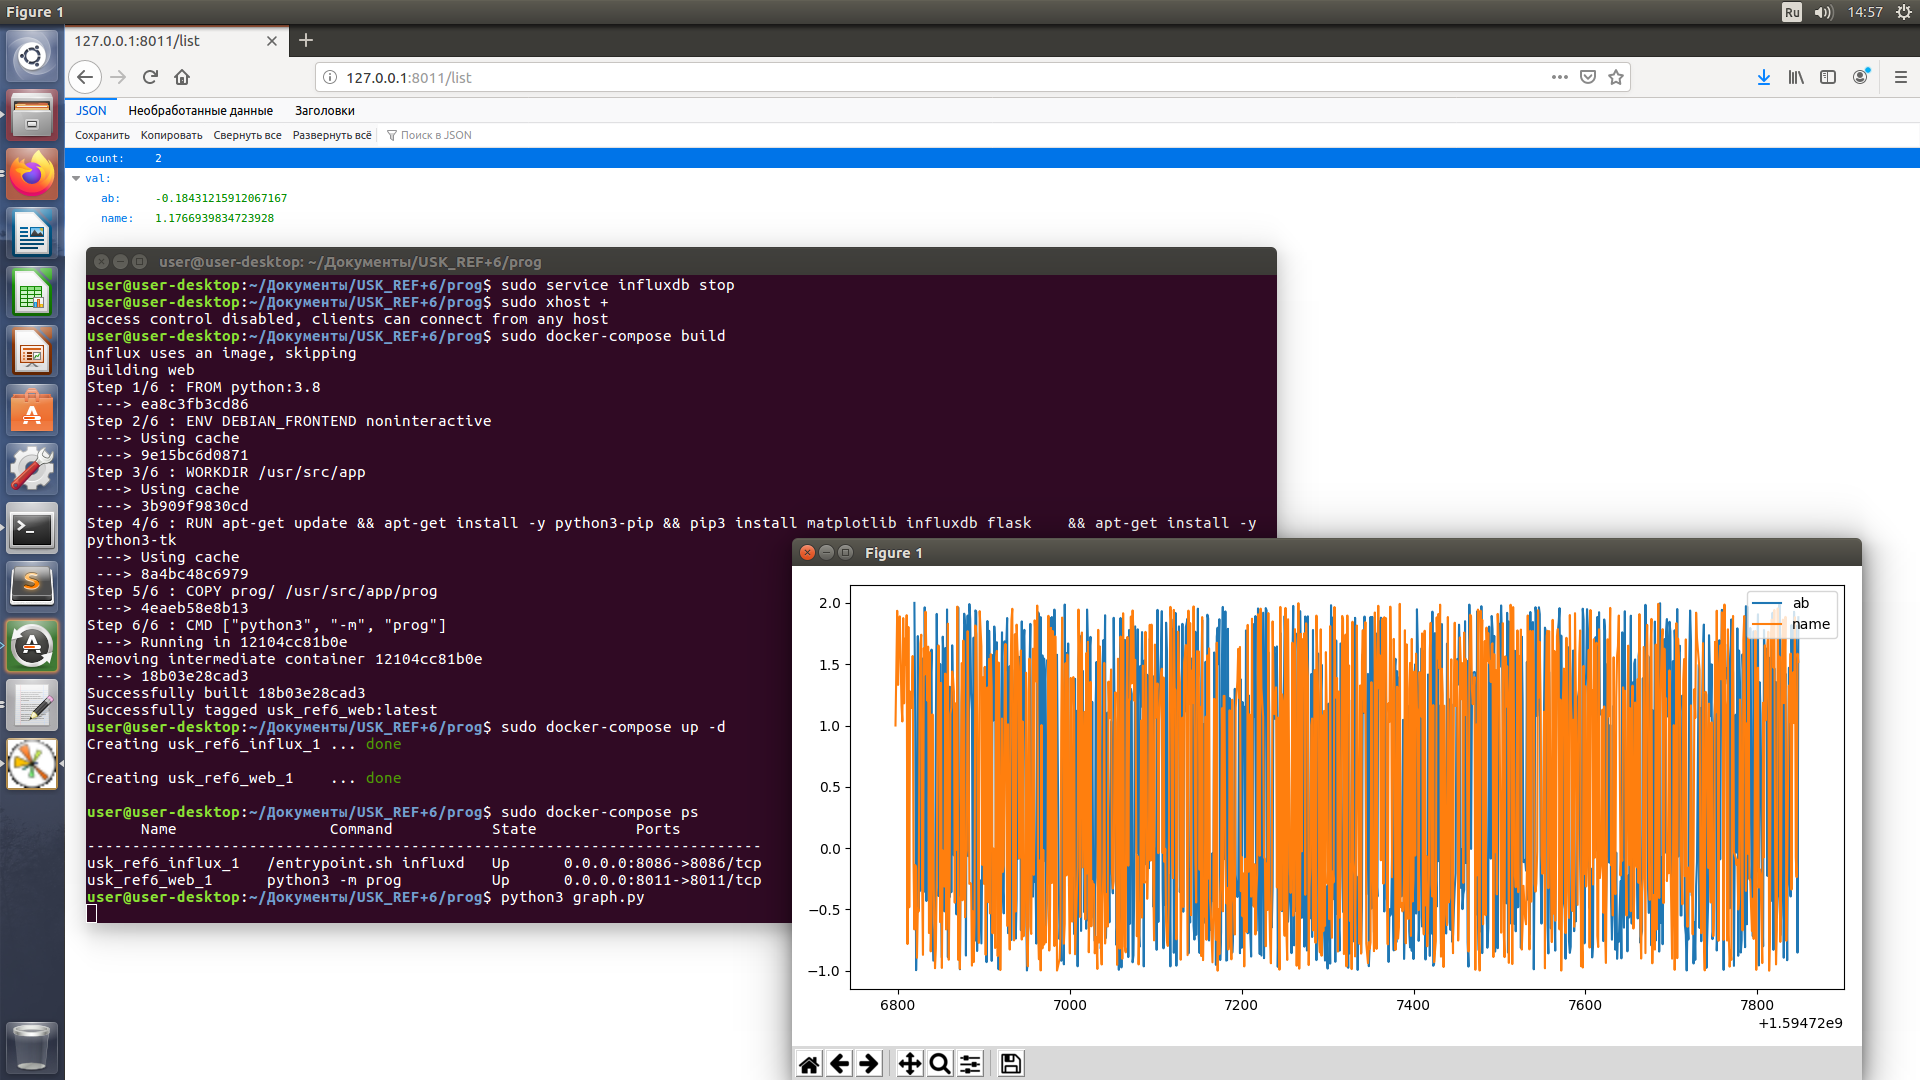 Figure 1
Ru
14:57
127.0.0.1:8011/list
127.0.0.1:8011/list
JSON Необработанные данные Заголовки
Сохранить Копировать Свернуть все Развернуть всё Поиск в JSON
count: 2
val:
ab: -0.18431215912067167
name: 1.1766939834723928
user@user-desktop: ~/Документы/USK_REF+6/prog
user@user-desktop:~/Документы/USK_REF+6/prog$ sudo service influxdb stop
user@user-desktop:~/Документы/USK_REF+6/prog$ sudo xhost +
access control disabled, clients can connect from any host
user@user-desktop:~/Документы/USK_REF+6/prog$ sudo docker-compose build
influx uses an image, skipping
Building web
Step 1/6 : FROM python:3.8
---> ea8c3fb3cd86
Step 2/6 : ENV DEBIAN_FRONTEND noninteractive
---> Using cache
---> 9e15bc6d0871
Step 3/6 : WORKDIR /usr/src/app
---> Using cache
---> 3b909f9830cd
Step 4/6 : RUN apt-get update && apt-get install -y python3-pip && pip3 install matplotlib influxdb flask    && apt-get install -y
python3-tk
---> Using cache
---> 8a4bc48c6979
Step 5/6 : COPY prog/ /usr/src/app/prog
---> 4eaeb58e8b13
Step 6/6 : CMD ["python3", "-m", "prog"]
---> Running in 12104cc81b0e
Removing intermediate container 12104cc81b0e
---> 18b03e28cad3
Successfully built 18b03e28cad3
Successfully tagged usk_ref6_web:latest
user@user-desktop:~/Документы/USK_REF+6/prog$ sudo docker-compose up -d
Creating usk_ref6_influx_1 ... done
Creating usk_ref6_web_1    ... done
user@user-desktop:~/Документы/USK_REF+6/prog$ sudo docker-compose ps
Name Command State Ports
---------------------------------------------------------------------------
usk_ref6_influx_1   /entrypoint.sh influxd   Up      0.0.0.0:8086->8086/tcp
usk_ref6_web_1      python3 -m prog          Up      0.0.0.0:8011->8011/tcp
user@user-desktop:~/Документы/USK_REF+6/prog$ python3 graph.py
Figure 1
ab
name
2.0
1.5
1.0
0.5
0.0
−0.5
−1.0
6800 7000 7200 7400 7600 7800
+1.59472e9